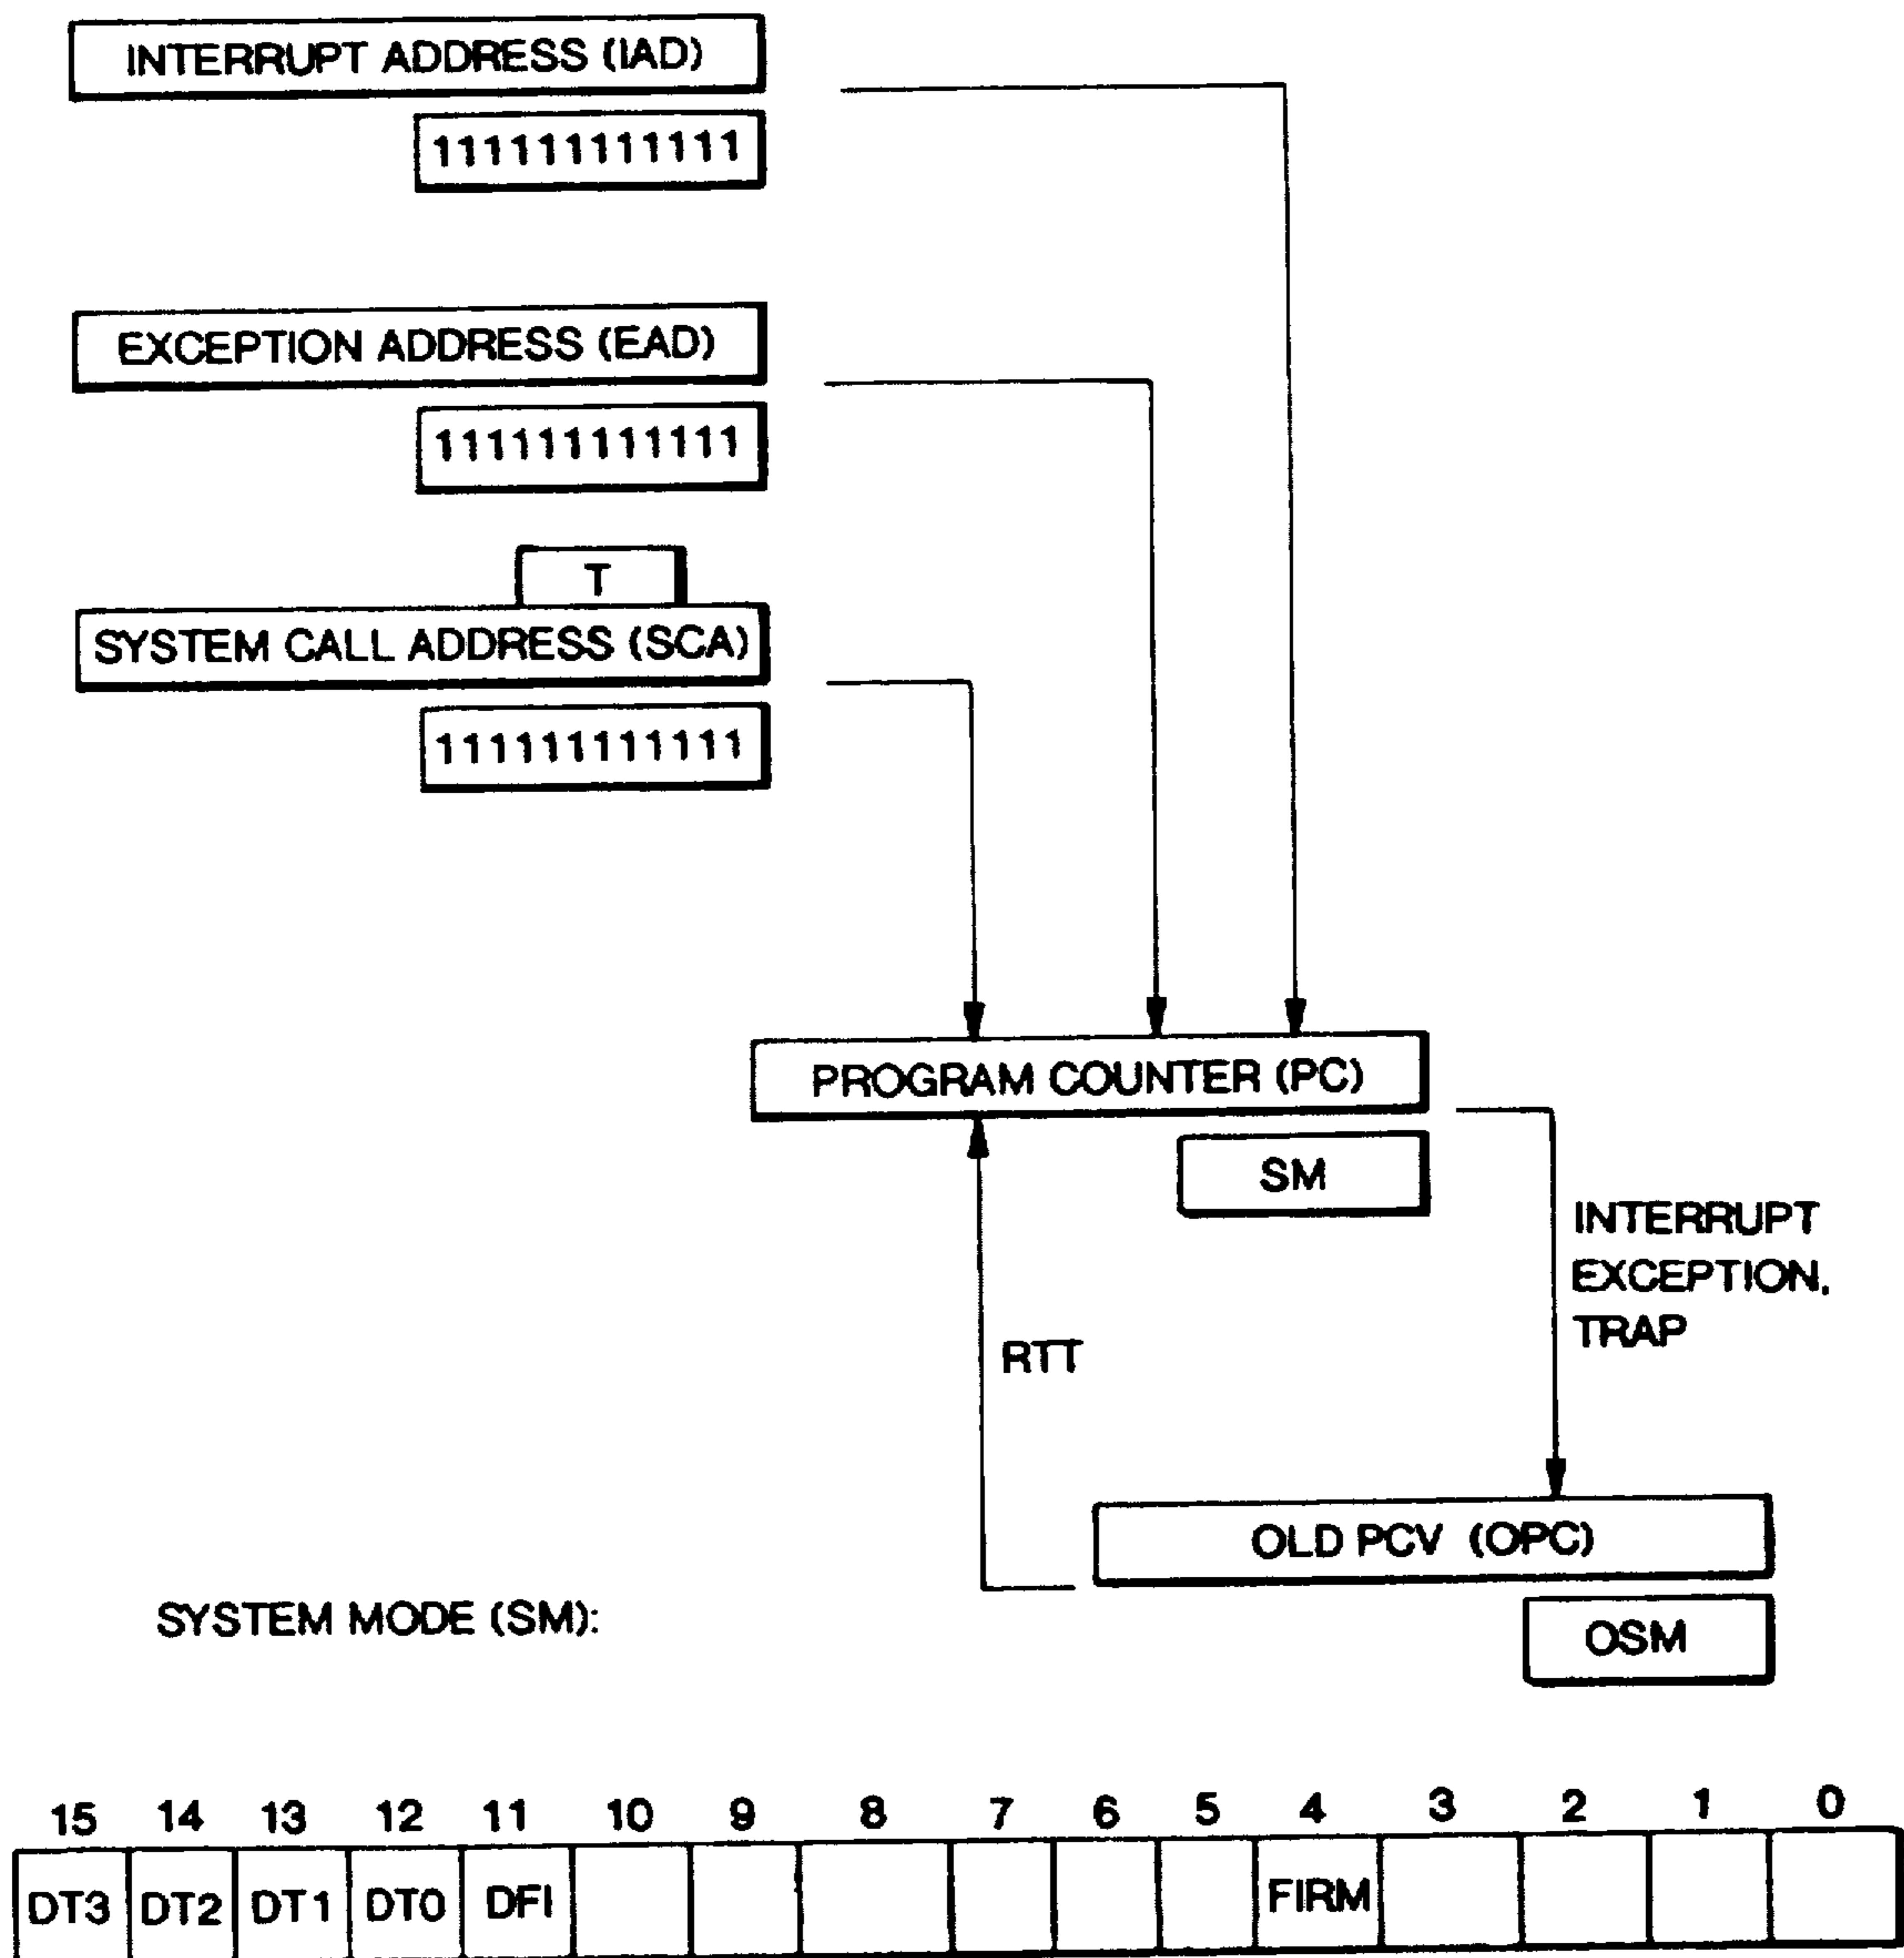 INTERRUPT ADDRESS (IAD)
111111111111
EXCEPTION ADDRESS (EAD)
111111111111
T
SYSTEM CALL ADDRESS (SCA)
111111111111
PROGRAM COUNTER (PC)
SM
INTERRUPT
EXCEPTION,
TRAP
RTT
OLD PCV (OPC)
OSM
SYSTEM MODE (SM):
15 14 13 12 11 10 9 8 7 6 5 4 3 2 1 0
DT3 DT2 DT1 DT0 DFI FIRM